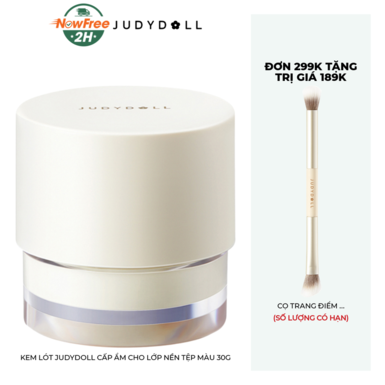 NowFree
2H
JUDYDOLL
ĐƠN 299K TẶNG
TRỊ GIÁ 189K
JUDYDOLL
JUDYDOLL
CỌ TRANG ĐIỂM ...
(SỐ LƯỢNG CÓ HẠN)
KEM LÓT JUDYDOLL CẤP ẨM CHO LỚP NỀN TỆP MÀU 30G